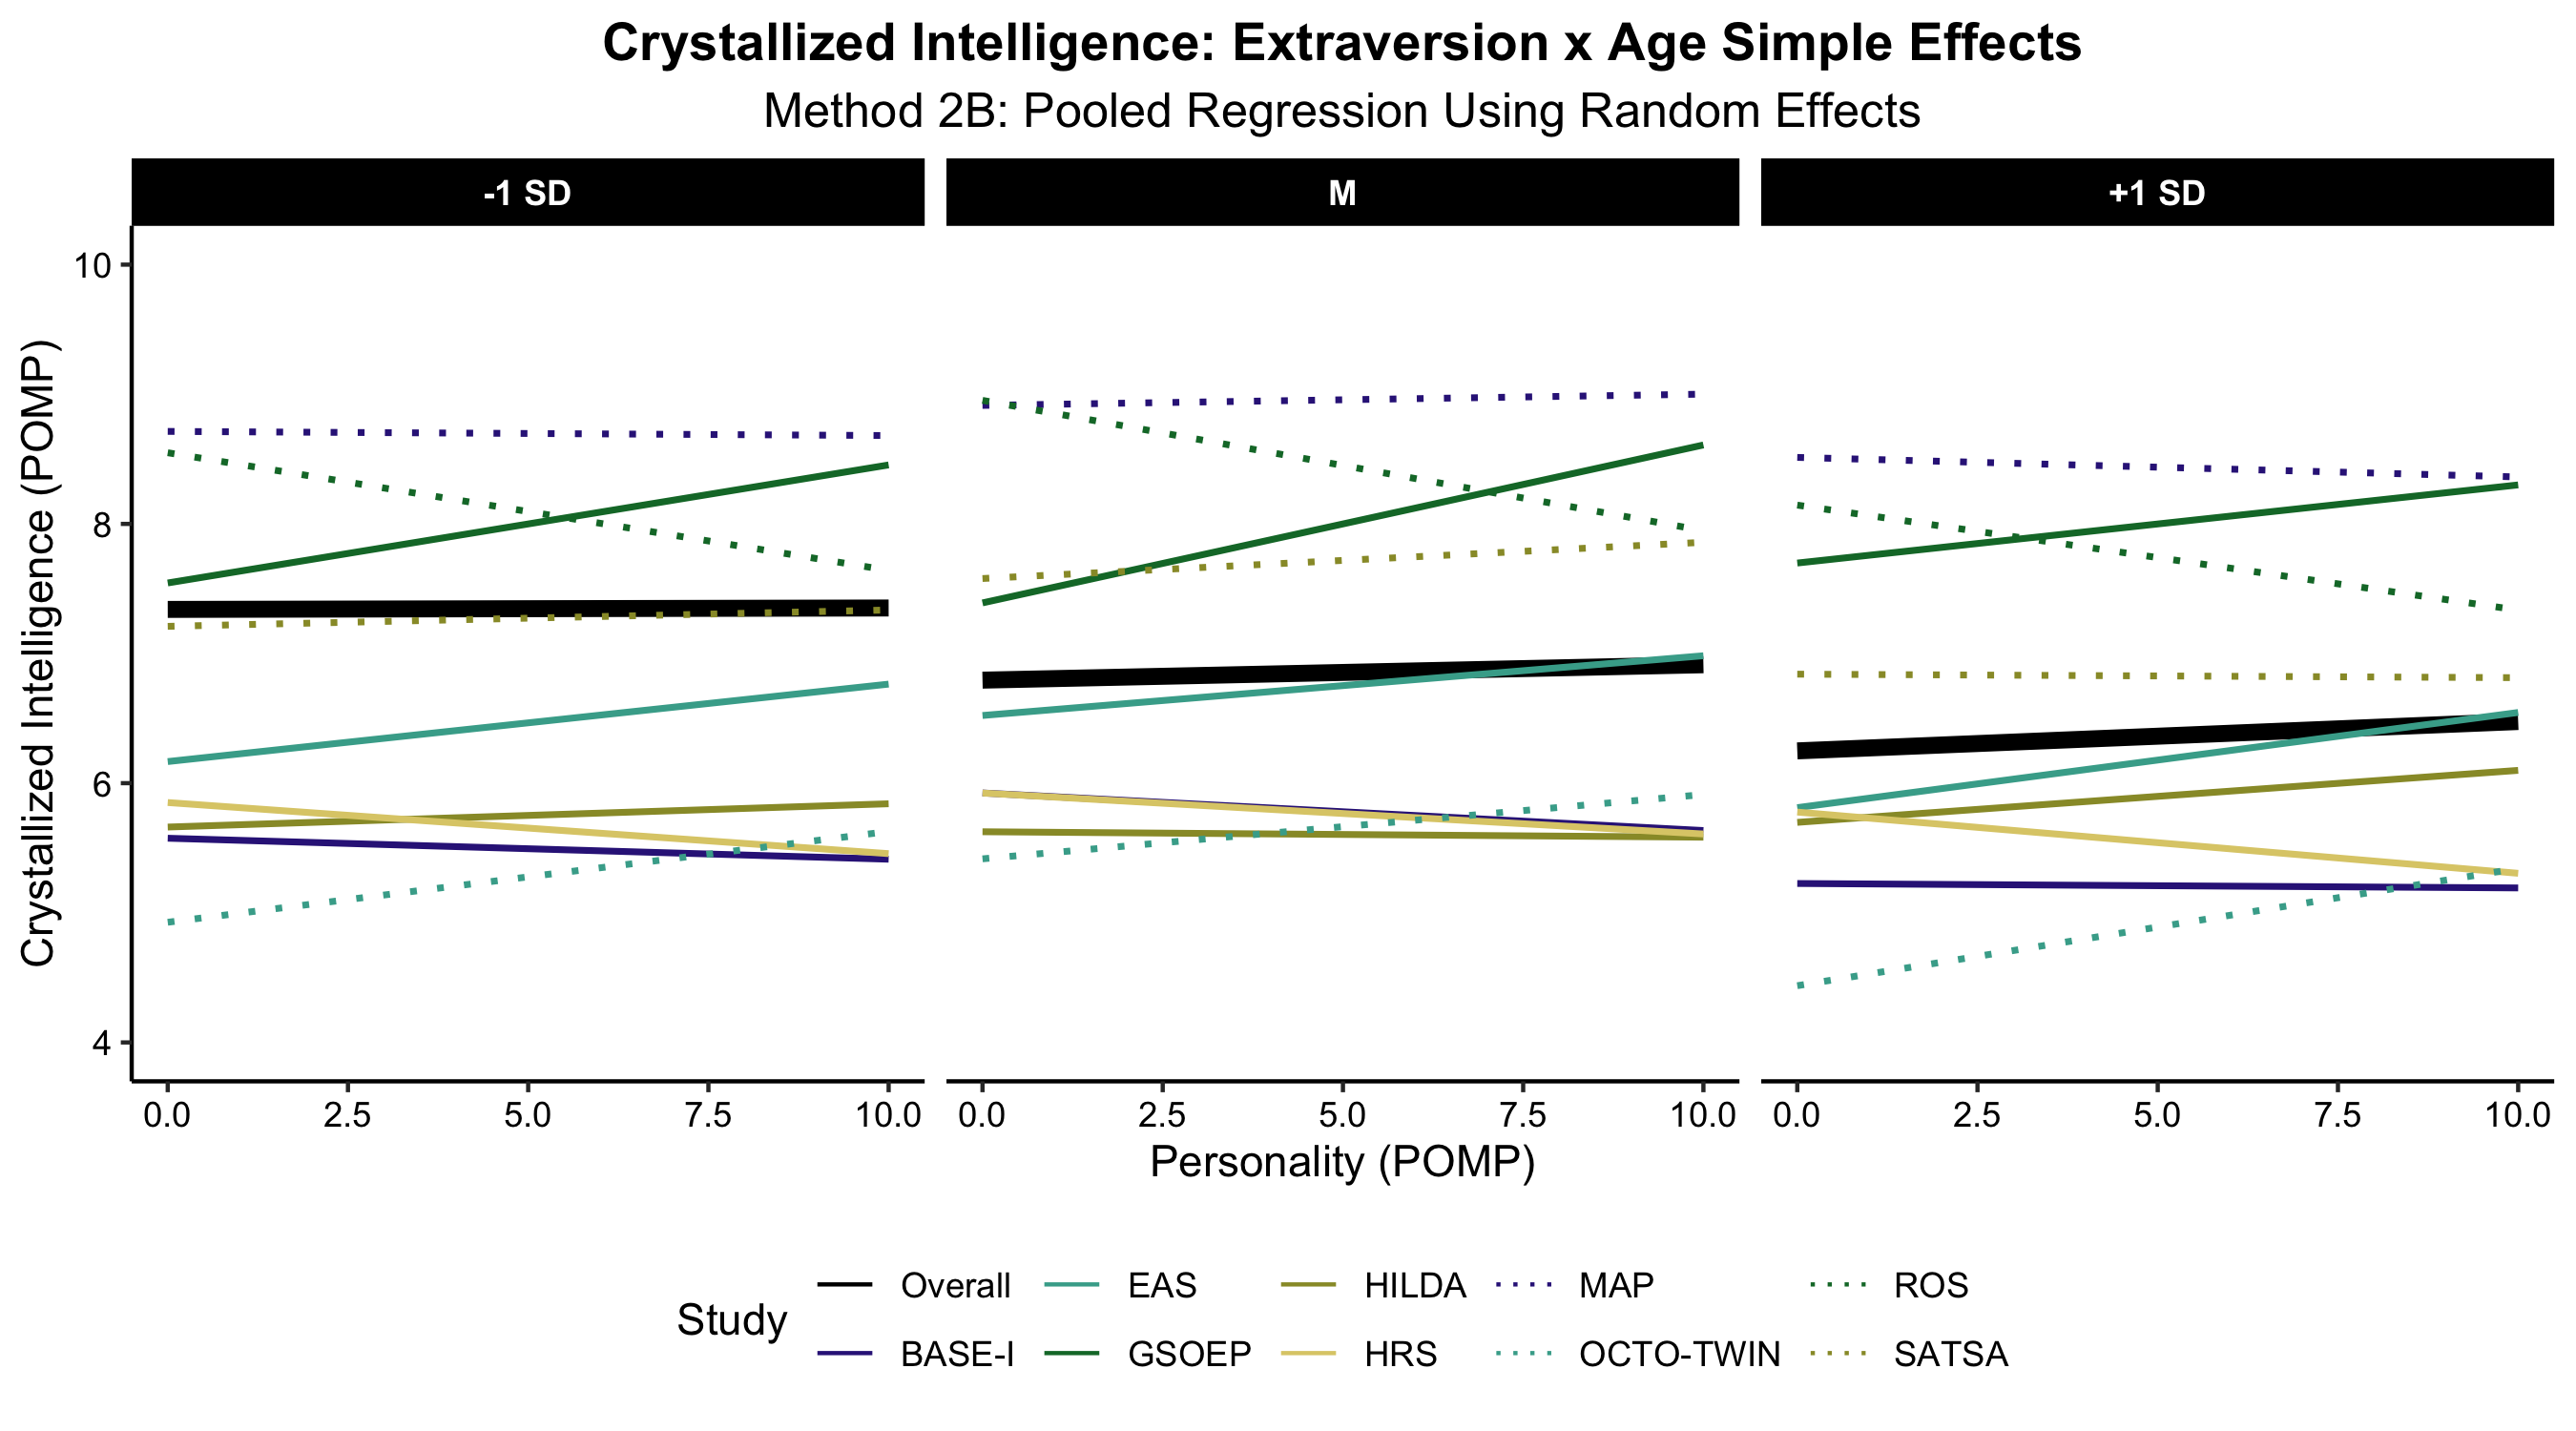 Crystallized Intelligence: Extraversion x Age Simple Effects
Method 2B: Pooled Regression Using Random Effects
-1 SD M +1 SD
Crystallized Intelligence (POMP)
10
8
6
4
0.0 2.5 5.0 7.5 10.0 0.0 2.5 5.0 7.5 10.0 0.0 2.5 5.0 7.5 10.0
Personality (POMP)
Study
Overall EAS HILDA MAP ROS
BASE-I GSOEP HRS OCTO-TWIN SATSA